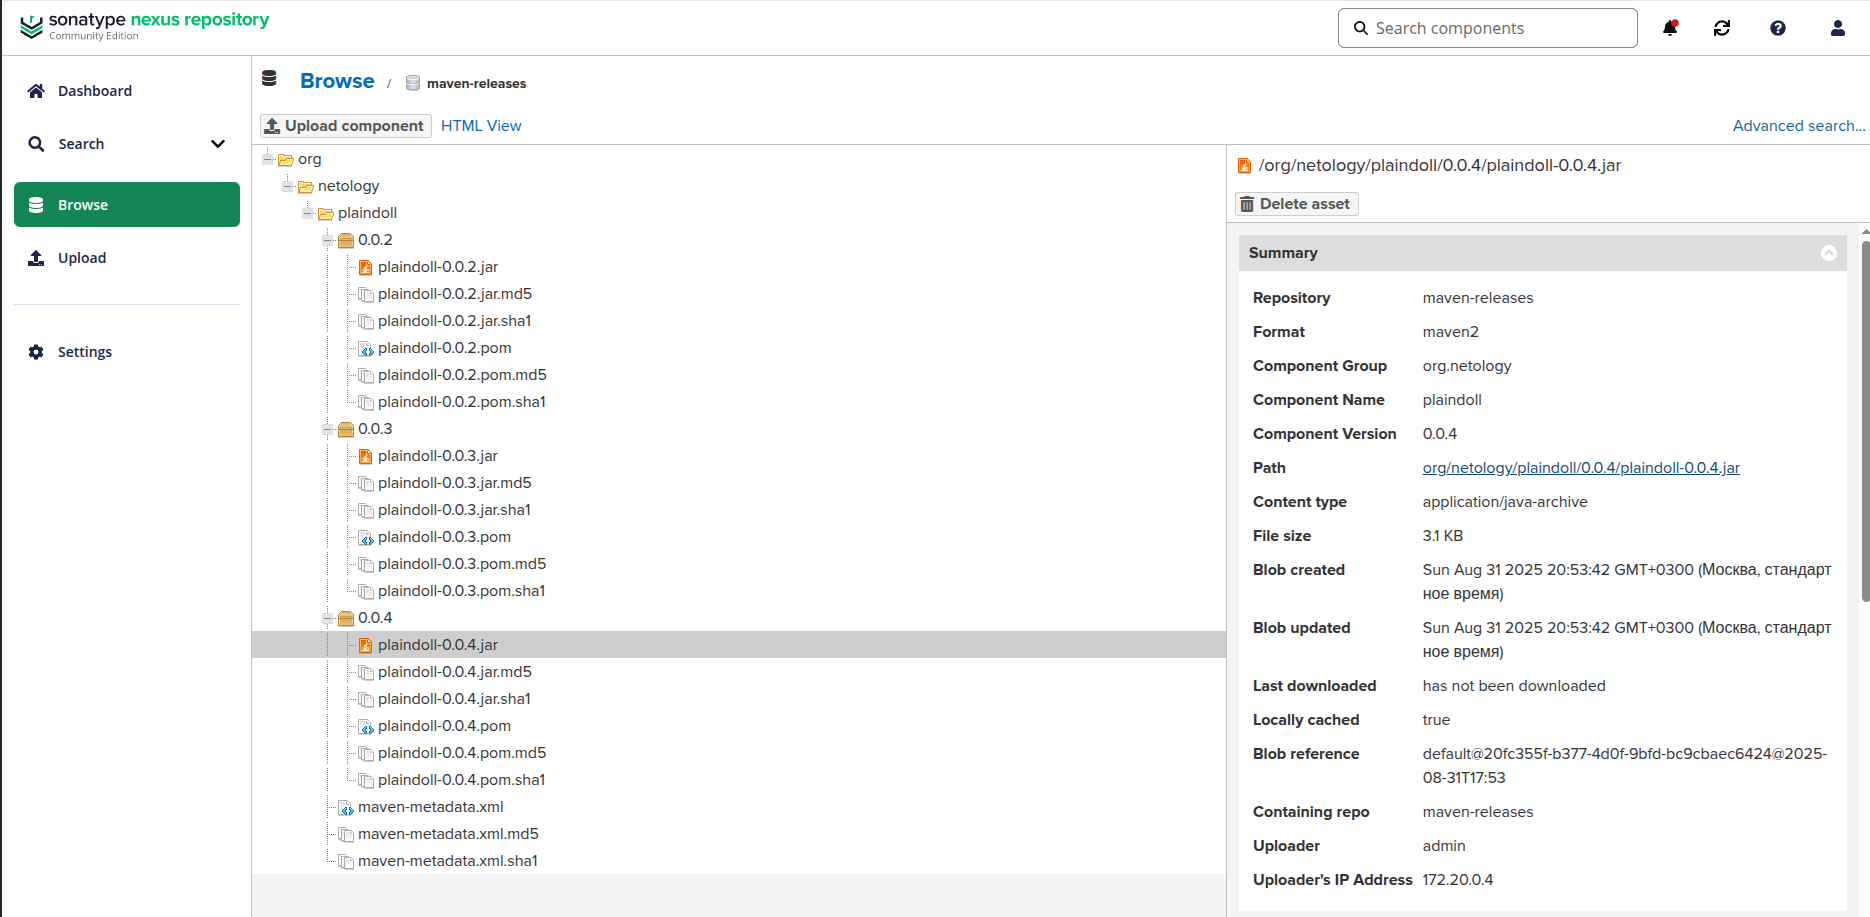 sonatype nexus repository
Community Edition
Search components
Dashboard
Search
Browse
Upload
Settings
Browse / maven-releases
Upload component HTML View Advanced search...
org
netology
plaindoll
0.0.2
plaindoll-0.0.2.jar
plaindoll-0.0.2.jar.md5
plaindoll-0.0.2.jar.sha1
plaindoll-0.0.2.pom
plaindoll-0.0.2.pom.md5
plaindoll-0.0.2.pom.sha1
0.0.3
plaindoll-0.0.3.jar
plaindoll-0.0.3.jar.md5
plaindoll-0.0.3.jar.sha1
plaindoll-0.0.3.pom
plaindoll-0.0.3.pom.md5
plaindoll-0.0.3.pom.sha1
0.0.4
plaindoll-0.0.4.jar
plaindoll-0.0.4.jar.md5
plaindoll-0.0.4.jar.sha1
plaindoll-0.0.4.pom
plaindoll-0.0.4.pom.md5
plaindoll-0.0.4.pom.sha1
maven-metadata.xml
maven-metadata.xml.md5
maven-metadata.xml.sha1
/org/netology/plaindoll/0.0.4/plaindoll-0.0.4.jar
Delete asset
Summary
Repository maven-releases
Format maven2
Component Group org.netology
Component Name plaindoll
Component Version 0.0.4
Path org/netology/plaindoll/0.0.4/plaindoll-0.0.4.jar
Content type application/java-archive
File size 3.1 KB
Blob created Sun Aug 31 2025 20:53:42 GMT+0300 (Москва, стандарт
ное время)
Blob updated Sun Aug 31 2025 20:53:42 GMT+0300 (Москва, стандарт
ное время)
Last downloaded has not been downloaded
Locally cached true
Blob reference default@20fc355f-b377-4d0f-9bfd-bc9cbaec6424@2025-
08-31T17:53
Containing repo maven-releases
Uploader admin
Uploader's IP Address 172.20.0.4